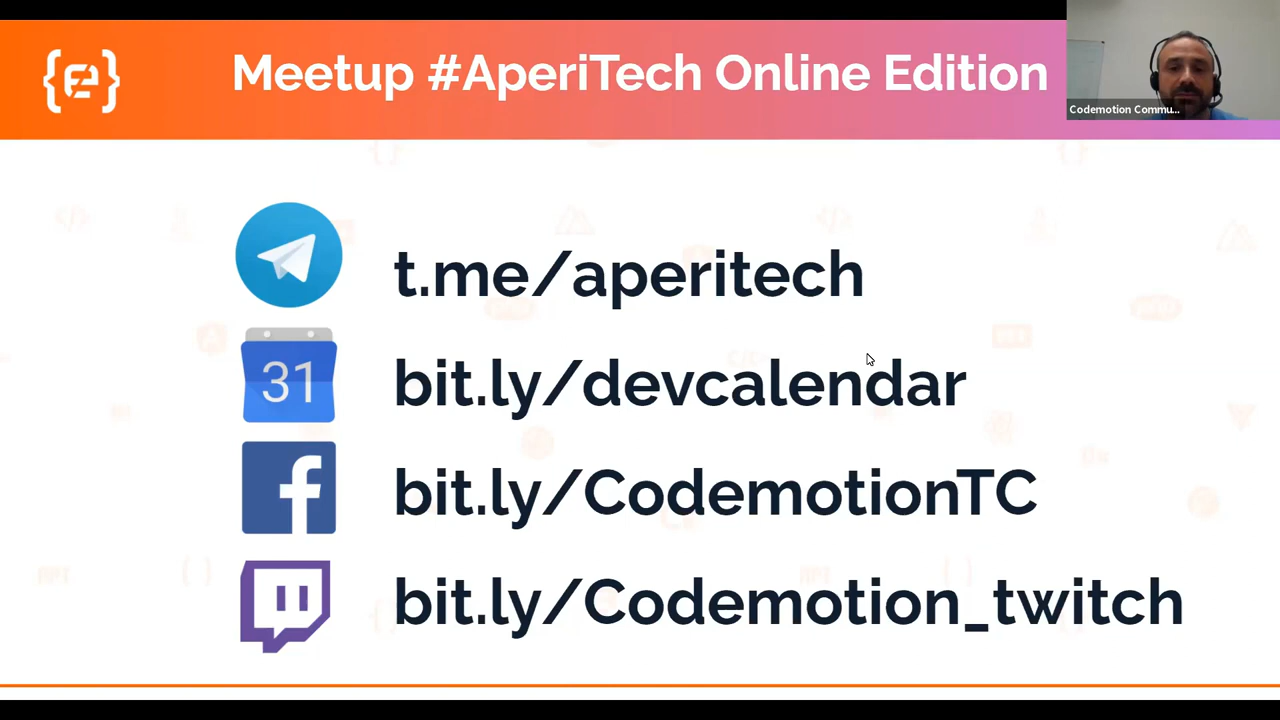 Meetup #AperiTech Online Edition
Codemotion Commu...
t.me/aperitech
31
bit.ly/devcalendar
bit.ly/CodemotionTC
bit.ly/Codemotion_twitch